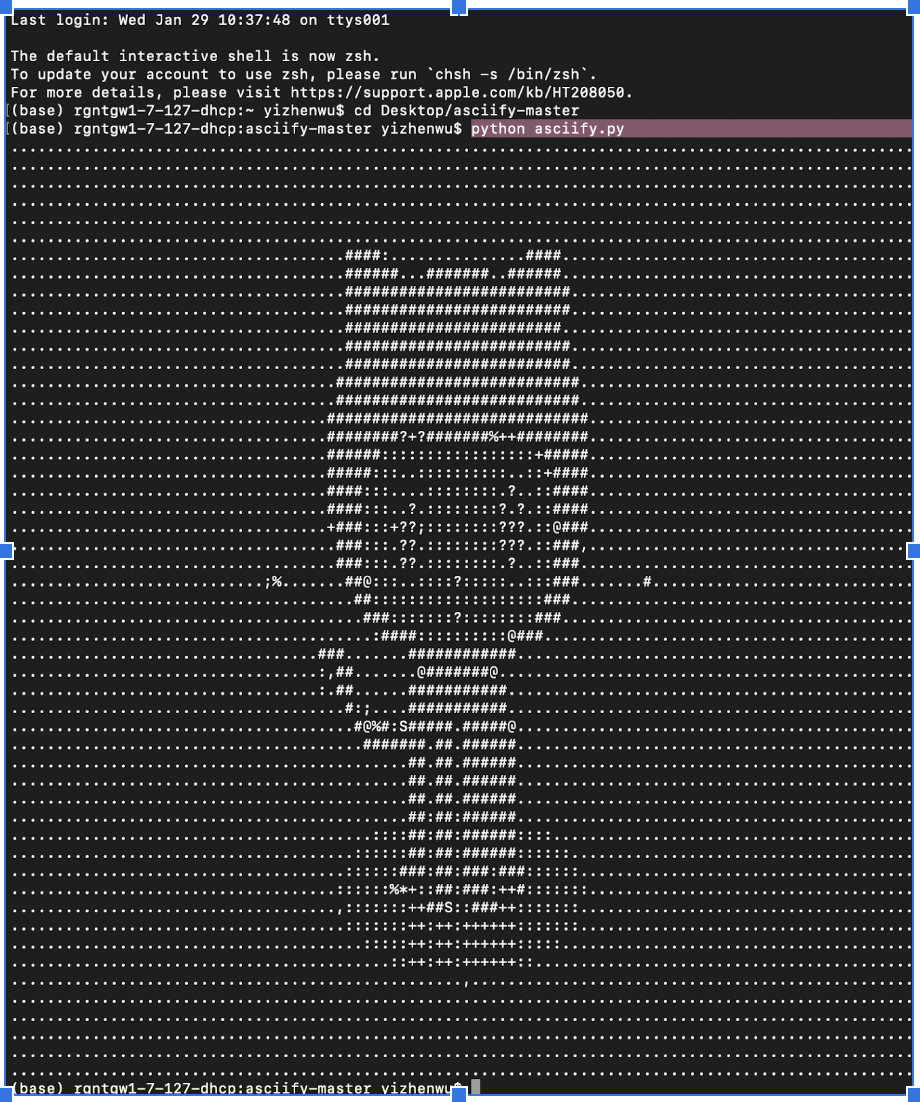 Last login: Wed Jan 29 10:37:48 on ttys001
The default interactive shell is now zsh.
To update your account to use zsh, please run `chsh -s /bin/zsh`.
For more details, please visit https://support.apple.com/kb/HT208050.
(base) rgntgw1-7-127-dhcp:~ yizhenwu$ cd Desktop/asciify-master
(base) rgntgw1-7-127-dhcp:asciify-master yizhenwu$ python asciify.py
(base) rgntgw1-7-127-dhcp:asciify-master yizhenwu$